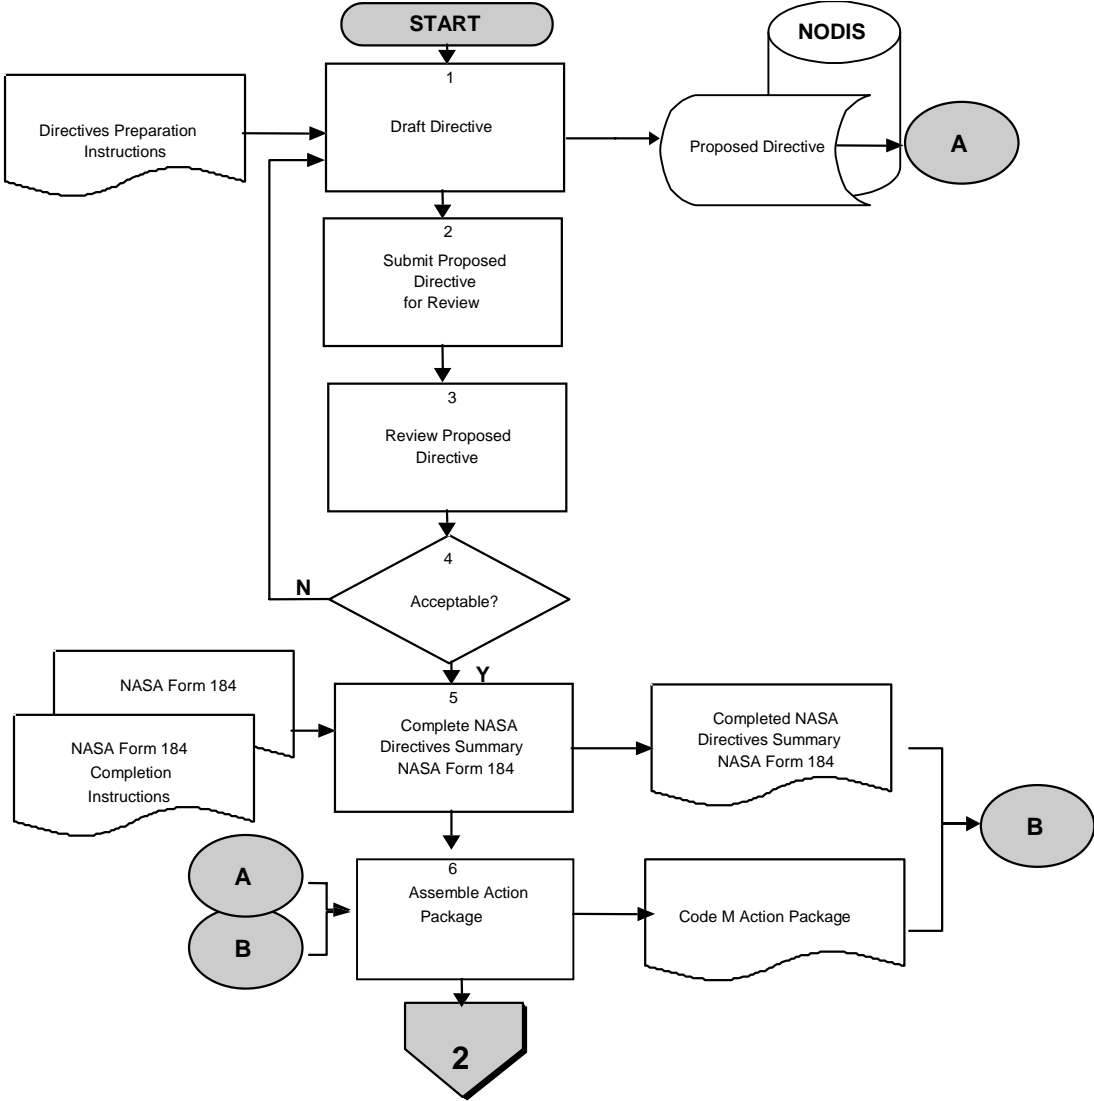 START
NODIS
1
Draft Directive
Directives Preparation
Instructions
Proposed Directive
A
2
Submit Proposed
Directive
for Review
3
Review Proposed
Directive
4
Acceptable?
N
Y
NASA Form 184
NASA Form 184
Completion
Instructions
5
Complete NASA
Directives Summary
NASA Form 184
Completed NASA
Directives Summary
NASA Form 184
B
A
B
6
Assemble Action
Package
Code M Action Package
2